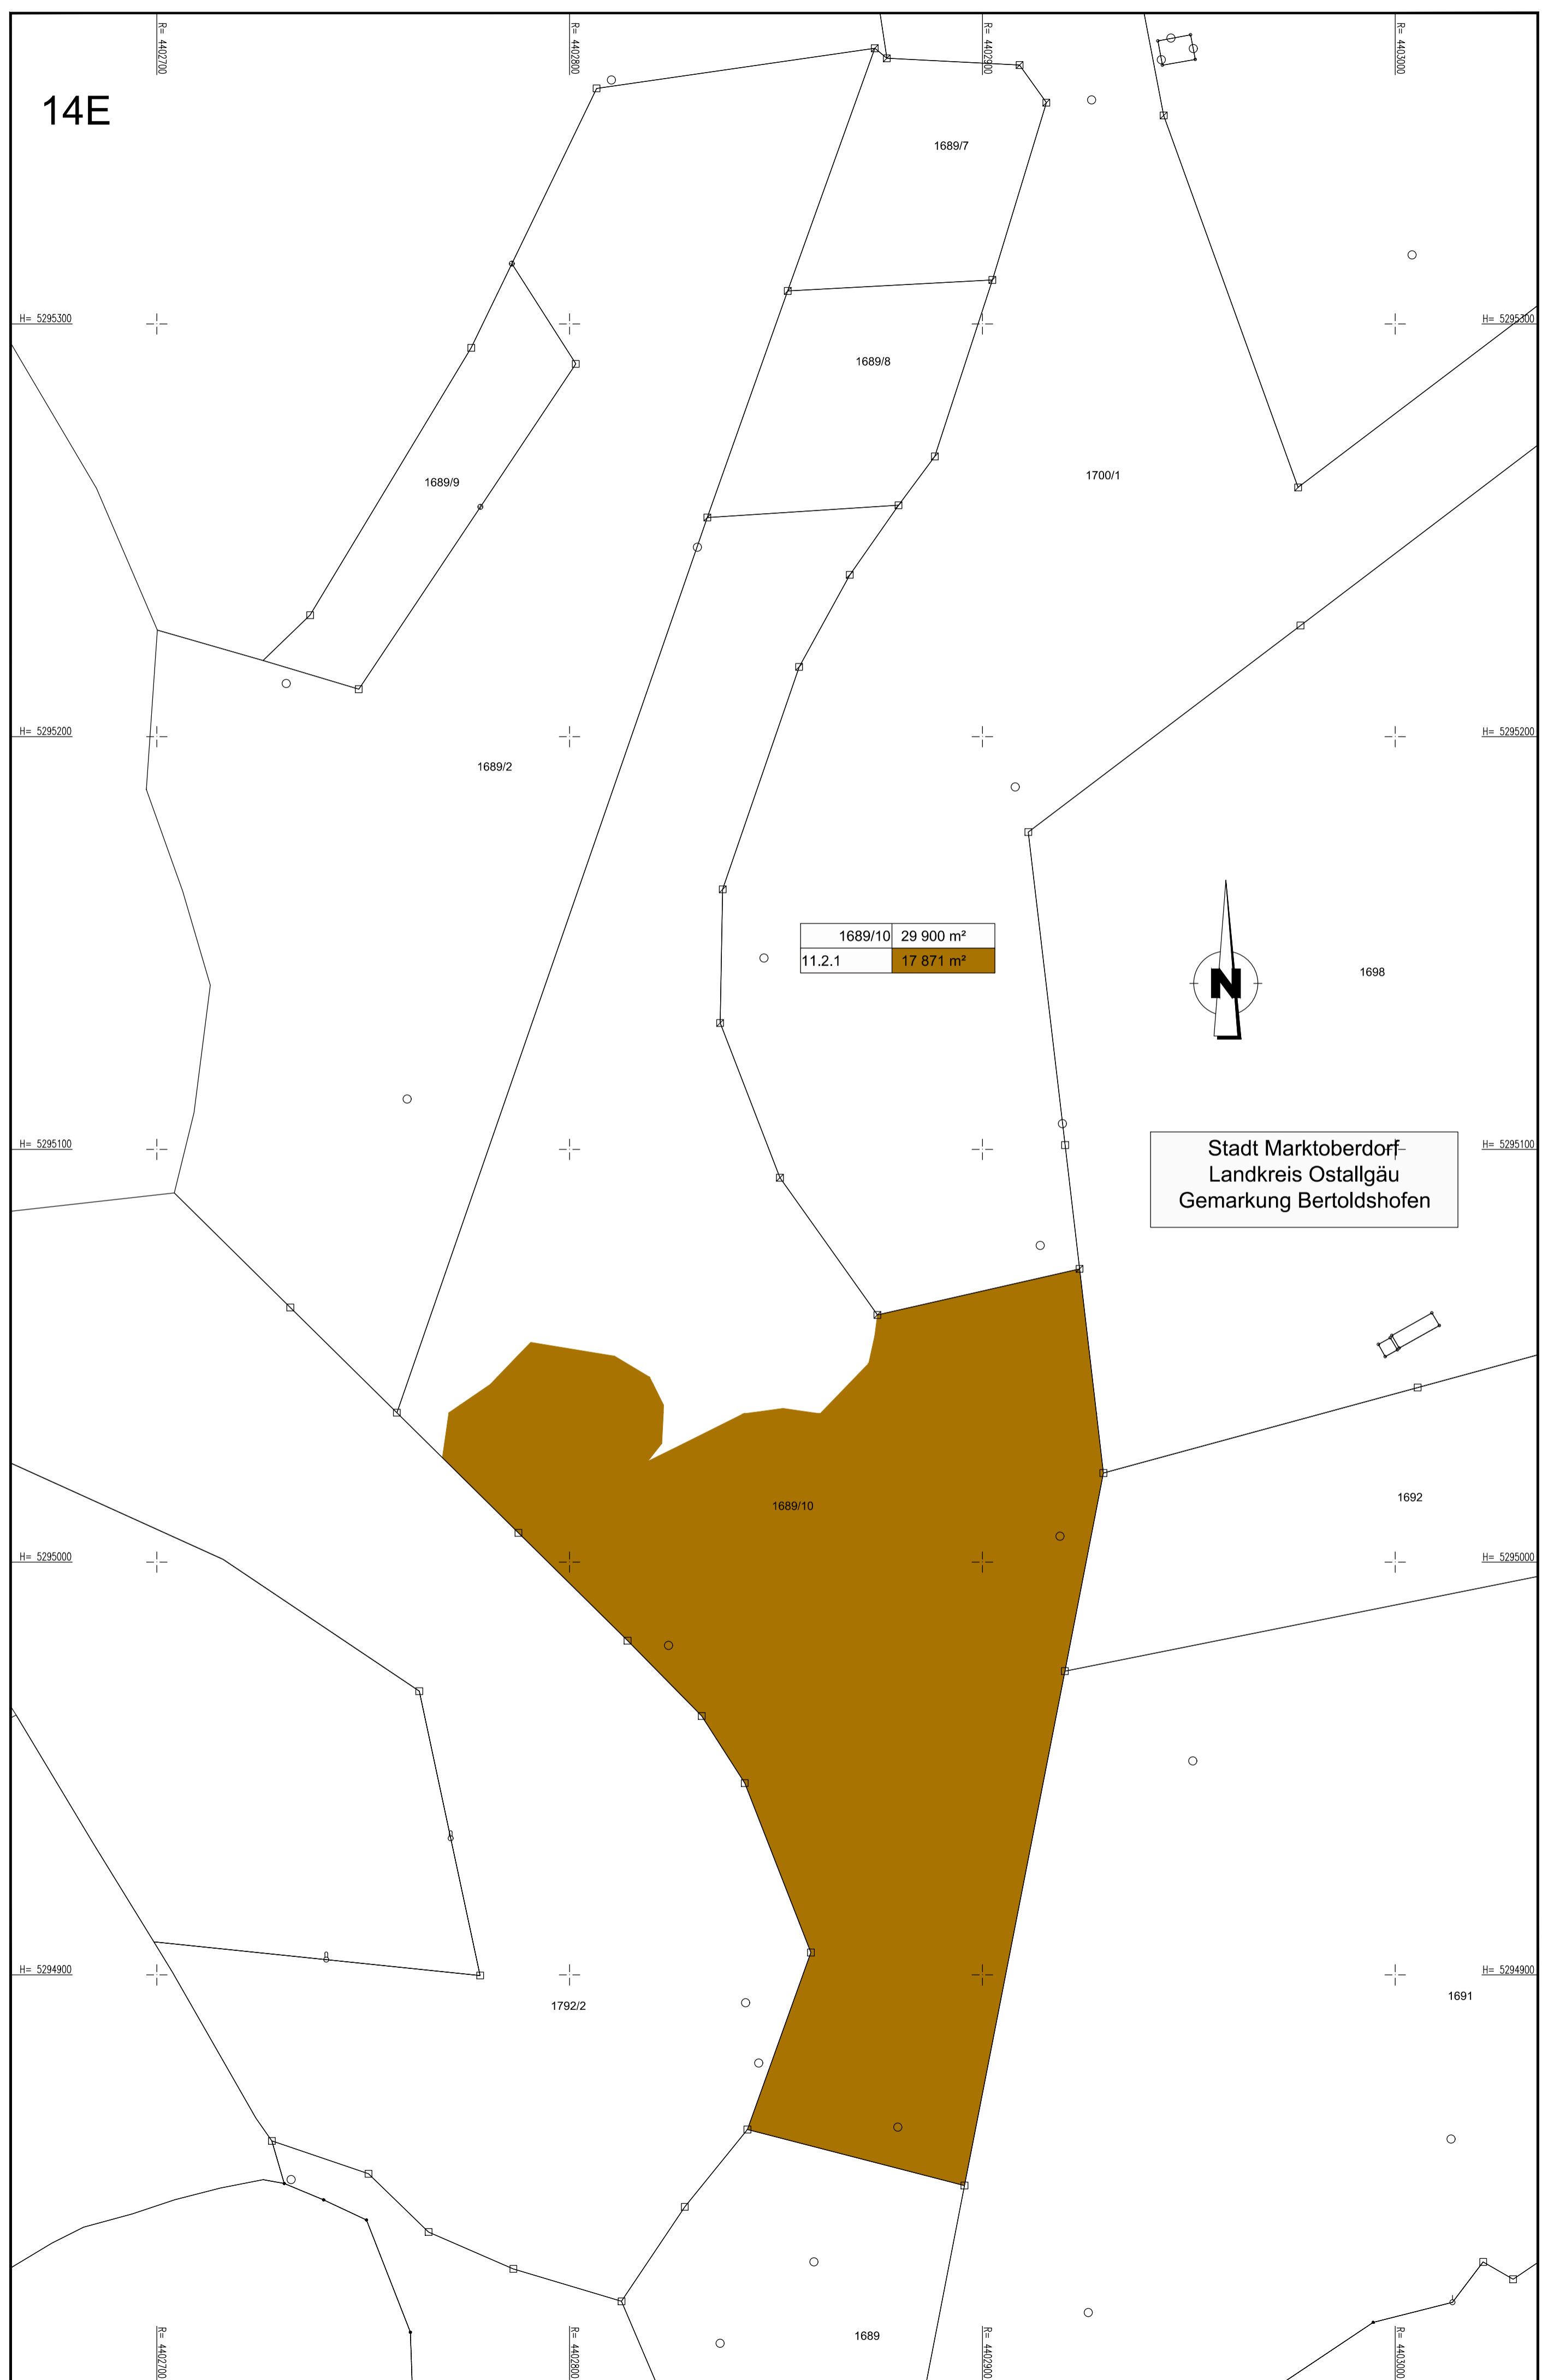 R= 4402700
R= 4402800
R= 4402900
R= 4403000
14E
1689/7
H= 5295300
H= 5295300
1689/8
1689/9
1700/1
H= 5295200
H= 5295200
1689/2
1689/10 29 900 m²
11.2.1 17 871 m²
N
1698
H= 5295100
H= 5295100
Stadt Marktoberdorf
Landkreis Ostallgäu
Gemarkung Bertoldshofen
1692
1689/10
H= 5295000
H= 5295000
H= 5294900
H= 5294900
1691
1792/2
1689
R= 4402700
R= 4402800
R= 4402900
R= 4403000